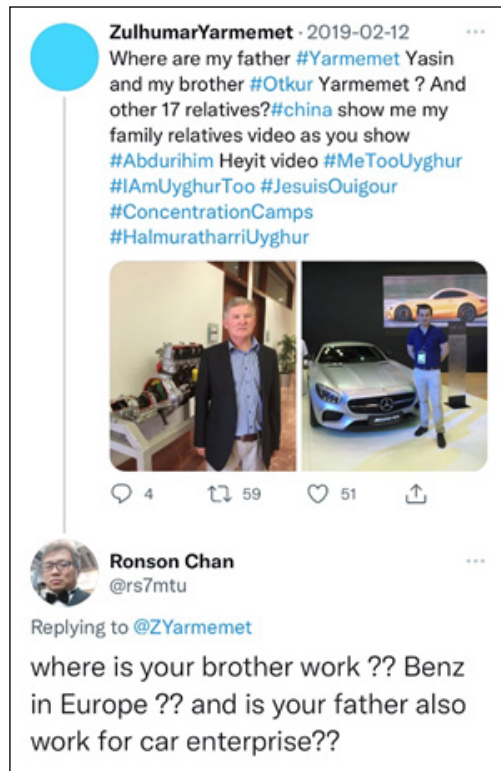 ZulhumarYarmemet · 2019-02-12
Where are my father #Yarmemet Yasin
and my brother #Otkur Yarmemet ? And
other 17 relatives?#china show me my
family relatives video as you show
#Abdurihim Heyit video #MeTooUyghur
#IAmUyghurToo #JesuisOuigour
#ConcentrationCamps
#HalmuratharriUyghur
4 59 51
Ronson Chan
@rs7mtu
Replying to @ZYarmemet
where is your brother work ?? Benz
in Europe ?? and is your father also
work for car enterprise??